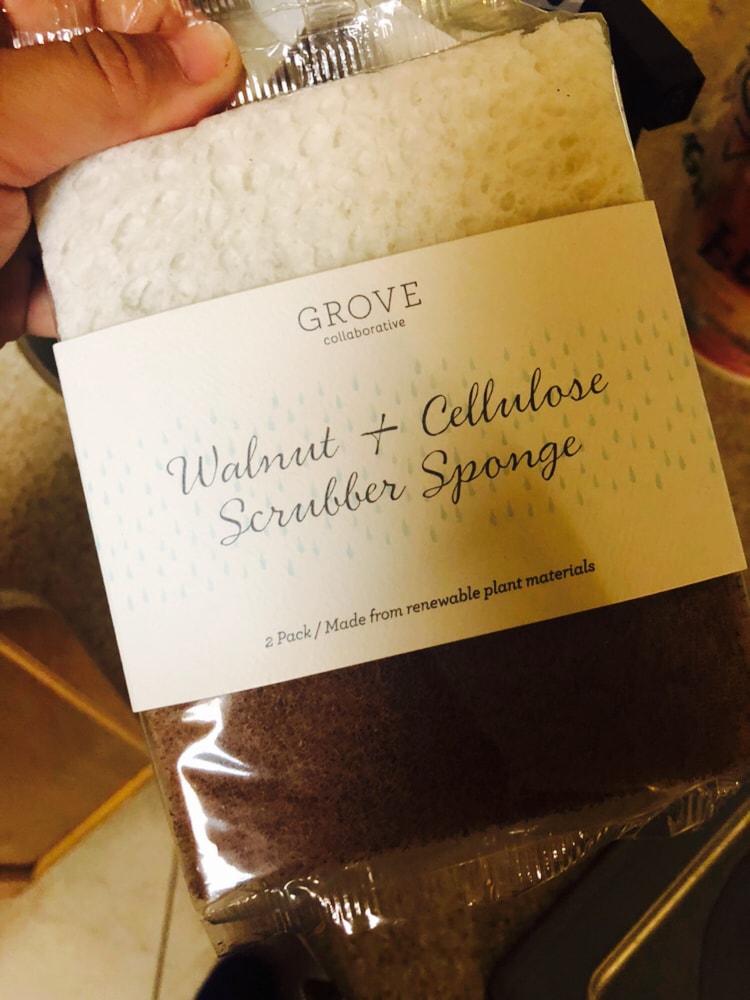 GROVE
collaborative
Walnut + Cellulose
Scrubber Sponge
2 Pack / Made from renewable plant materials